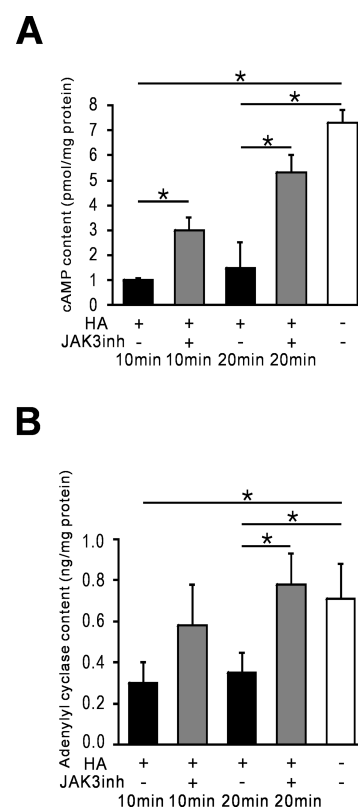 A
*
*
*
*
cAMP content (pmol/mg protein)
8
7
6
5
4
3
2
1
0
HA + + + + -
JAK3inh - + - + -
10min 10min 20min 20min
B
*
*
*
Adenylyl cyclase content (ng/mg protein)
1.0
0.8
0.6
0.4
0.2
0.0
HA + + + + -
JAK3inh - + - + -
10min 10min 20min 20min